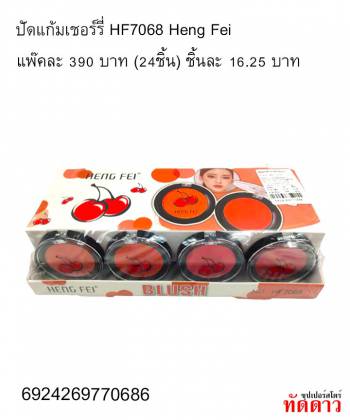 ปัดแก้มเชอร์รี่ HF7068 Heng Fei
แพ๊คละ 390 บาท (24ชิ้น) ชิ้นละ 16.25 บาท
HENG FEI
HENG FEI
HENG FEI
BLUSH
NO: HF7068
6924269770686
ซุปเปอร์สโตร์
ทัดดาว